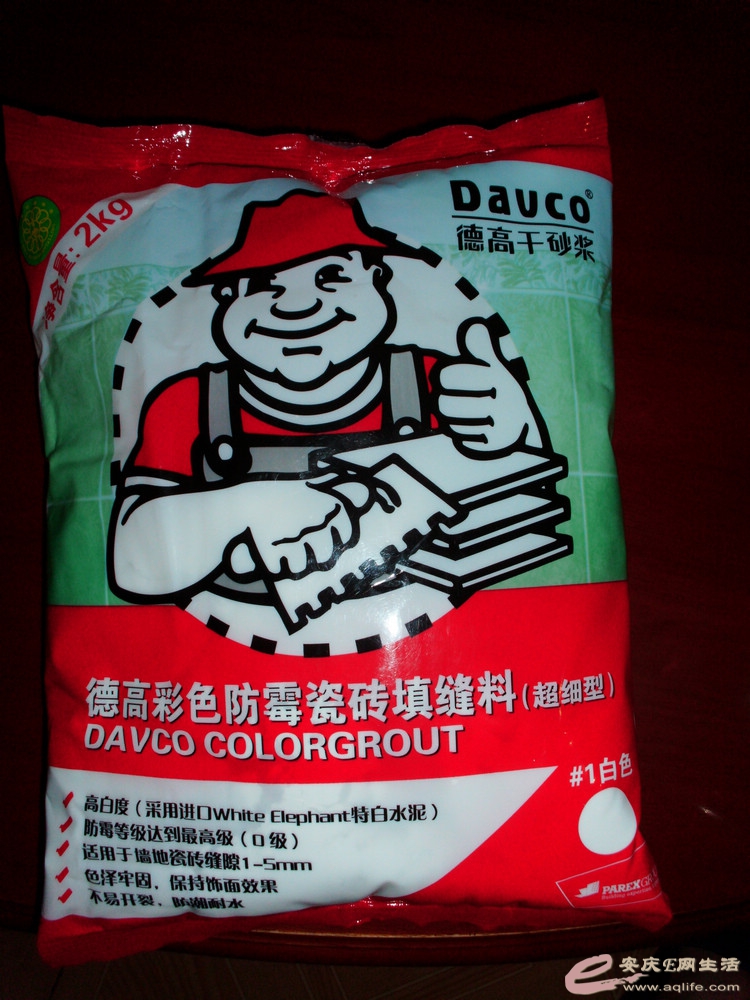 净含量：2kg
Davco®
德高干砂浆
德高彩色防霉瓷砖填缝料（超细型）
DAVCO COLORGROUT
#1白色
高白度（采用进口White Elephant特白水泥）
防霉等级达到最高级（0级）
适用于墙地瓷砖缝隙1-5mm
色泽牢固，保持饰面效果
不易开裂，防潮耐水
PAREX
安庆E网生活
www.aqlife.com